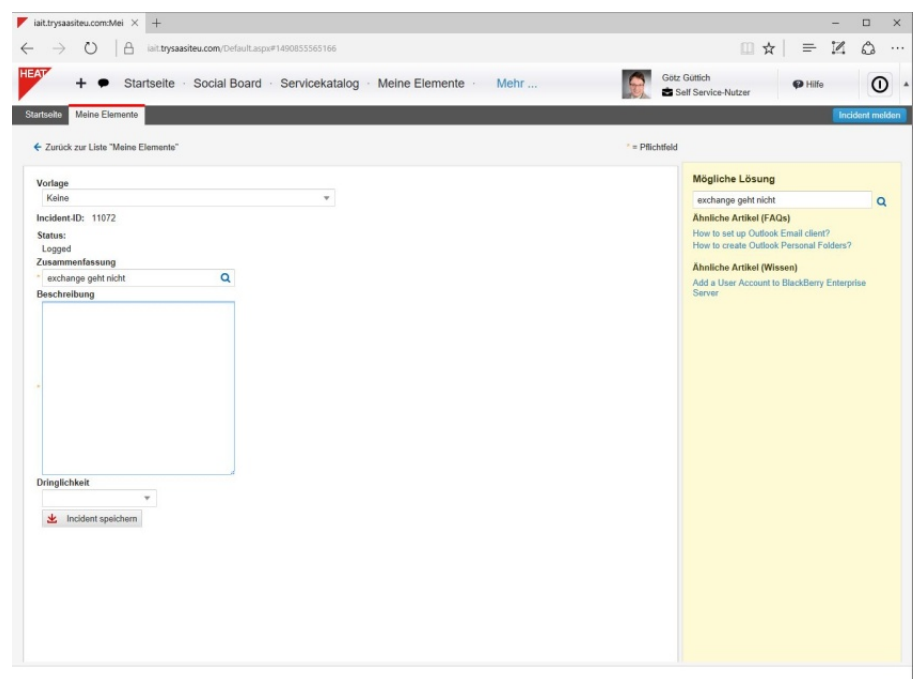 iait.trysaasiteu.com:Mei
iait.trysaasiteu.com/Default.aspx#1490855565166
HEAT
Startseite · Social Board · Servicekatalog · Meine Elemente · Mehr ...
Götz Güttich
Self Service-Nutzer
Hilfe
Startseite Meine Elemente
Incident melden
Zurück zur Liste "Meine Elemente"
* = Pflichtfeld
Vorlage
Keine
Incident-ID: 11072
Status:
Logged
Zusammenfassung
* exchange geht nicht
Beschreibung
*
Dringlichkeit
Incident speichern
Mögliche Lösung
exchange geht nicht
Ähnliche Artikel (FAQs)
How to set up Outlook Email client?
How to create Outlook Personal Folders?
Ähnliche Artikel (Wissen)
Add a User Account to BlackBerry Enterprise
Server